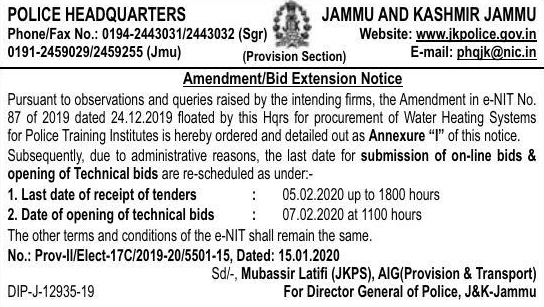 POLICE HEADQUARTERS JAMMU AND KASHMIR JAMMU
Phone/Fax No.: 0194-2443031/2443032 (Sgr) Website: www.jkpolice.gov.in
0191-2459029/2459255 (Jmu) (Provision Section) E-mail: phqjk@nic.in
Amendment/Bid Extension Notice
Pursuant to observations and queries raised by the intending firms, the Amendment in e-NIT No.
87 of 2019 dated 24.12.2019 floated by this Hqrs for procurement of Water Heating Systems
for Police Training Institutes is hereby ordered and detailed out as Annexure “I” of this notice.
Subsequently, due to administrative reasons, the last date for submission of on-line bids &
opening of Technical bids are re-scheduled as under:-
1. Last date of receipt of tenders : 05.02.2020 up to 1800 hours
2. Date of opening of technical bids : 07.02.2020 at 1100 hours
The other terms and conditions of the e-NIT shall remain the same.
No.: Prov-II/Elect-17C/2019-20/5501-15, Dated: 15.01.2020
Sd/-, Mubassir Latifi (JKPS), AIG(Provision & Transport)
DIP-J-12935-19 For Director General of Police, J&K-Jammu